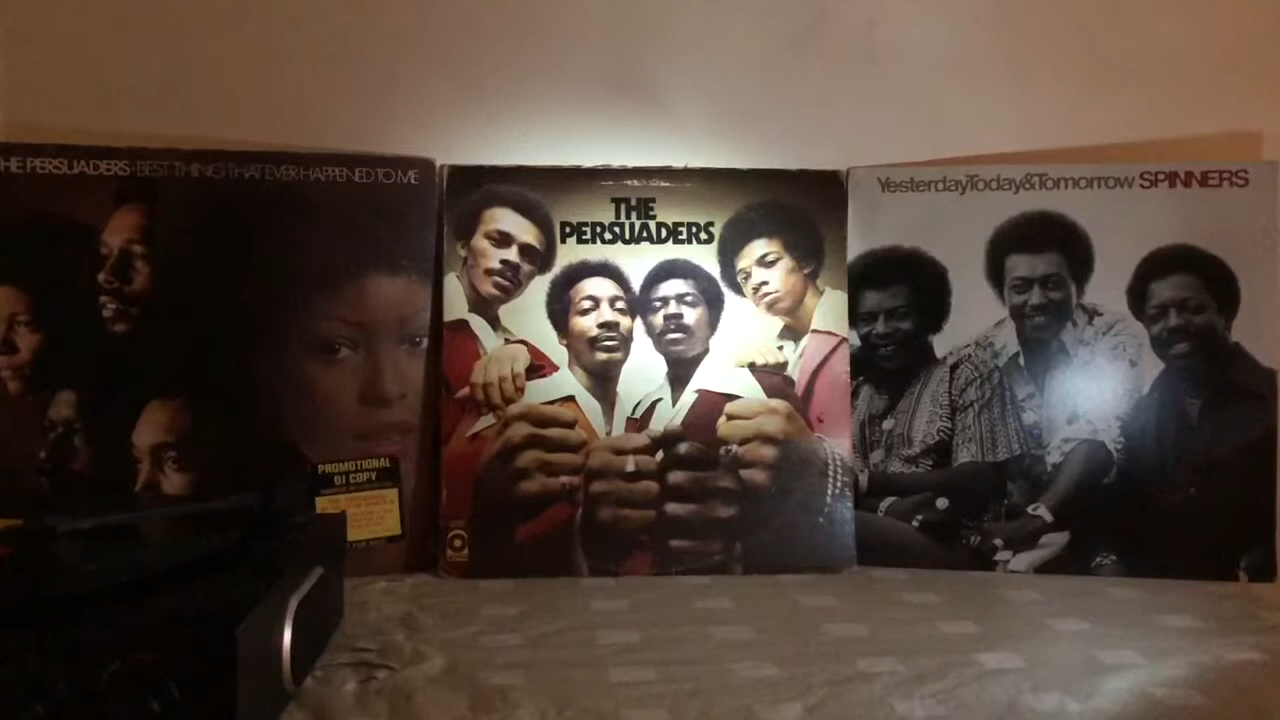 HE PERSUADERS · BEST THING THAT EVER HAPPENED TO ME
PROMOTIONAL
DJ COPY
THE
PERSUADERS
YesterdayToday&Tomorrow SPINNERS